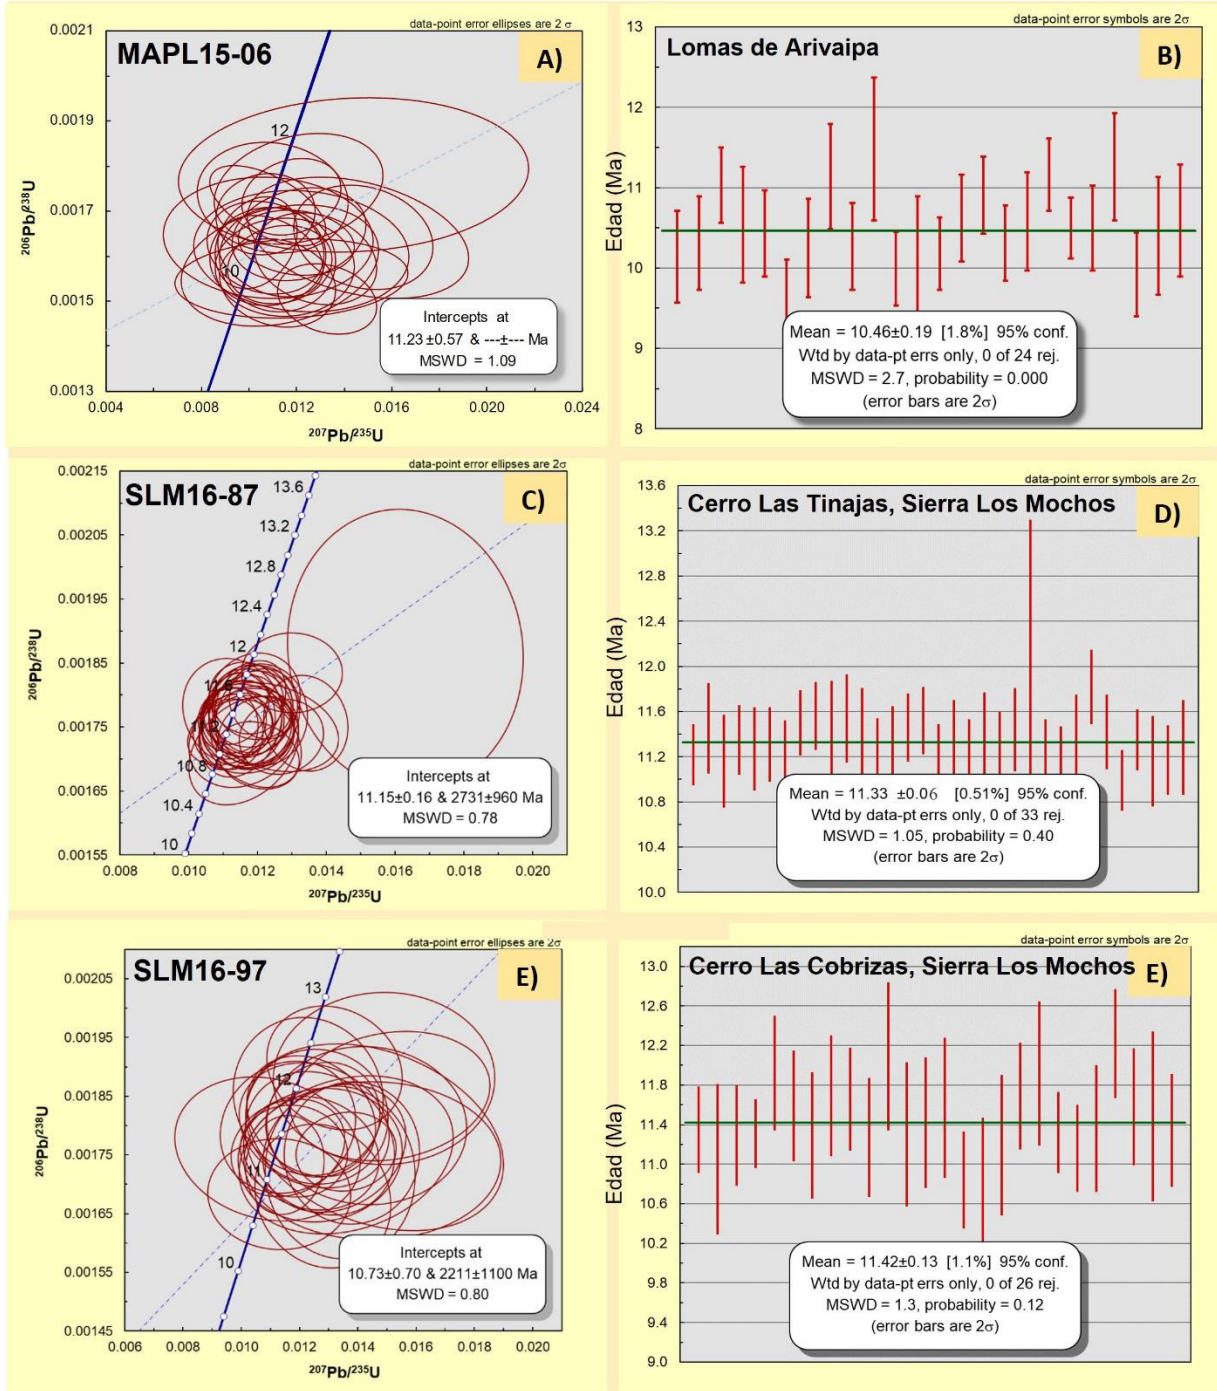 data-point error ellipses are 2 σ
MAPL15-06
A)
0.0021
0.0019
0.0017
0.0015
0.0013
206Pb/238U
12
10
Intercepts at
11.23 ±0.57 & ---±--- Ma
MSWD = 1.09
0.004 0.008 0.012 0.016 0.020 0.024
207Pb/235U
data-point error symbols are 2σ
Lomas de Arivaipa
B)
13
12
11
10
9
8
Edad (Ma)
Mean = 10.46±0.19 [1.8%] 95% conf.
Wtd by data-pt errs only, 0 of 24 rej.
MSWD = 2.7, probability = 0.000
(error bars are 2σ)
data-point error ellipses are 2σ
SLM16-87
C)
0.00215
0.00205
0.00195
0.00185
0.00175
0.00165
0.00155
206Pb/238U
13.6
13.2
12.8
12.4
12
11.6
11.2
10.8
10.4
10
Intercepts at
11.15±0.16 & 2731±960 Ma
MSWD = 0.78
0.008 0.010 0.012 0.014 0.016 0.018 0.020
207Pb/235U
data-point error symbols are 2σ
Cerro Las Tinajas, Sierra Los Mochos
D)
13.6
13.2
12.8
12.4
12.0
11.6
11.2
10.8
10.4
10.0
Edad (Ma)
Mean = 11.33 ±0.06 [0.51%] 95% conf.
Wtd by data-pt errs only, 0 of 33 rej.
MSWD = 1.05, probability = 0.40
(error bars are 2σ)
data-point error ellipses are 2σ
SLM16-97
E)
0.00205
0.00195
0.00185
0.00175
0.00165
0.00155
0.00145
206Pb/238U
13
12
11
10
Intercepts at
10.73±0.70 & 2211±1100 Ma
MSWD = 0.80
0.006 0.008 0.010 0.012 0.014 0.016 0.018 0.020
207Pb/235U
data-point error symbols are 2σ
Cerro Las Cobrizas, Sierra Los Mochos
E)
13.0
12.6
12.2
11.8
11.4
11.0
10.6
10.2
9.8
9.4
9.0
Edad (Ma)
Mean = 11.42±0.13 [1.1%] 95% conf.
Wtd by data-pt errs only, 0 of 26 rej.
MSWD = 1.3, probability = 0.12
(error bars are 2σ)